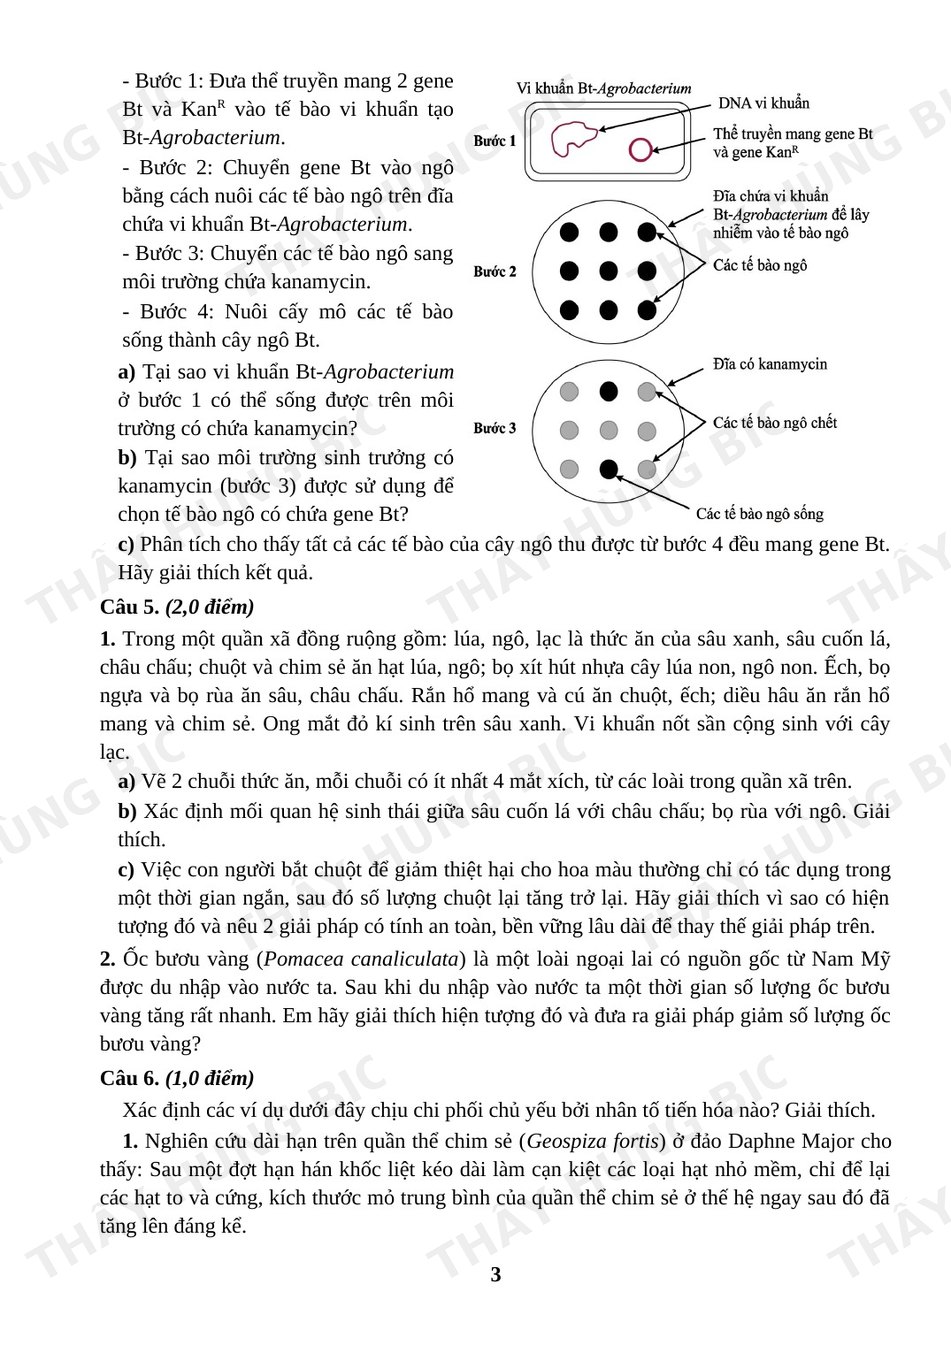 - Bước 1: Đưa thể truyền mang 2 gene
Bt và Kanᴿ vào tế bào vi khuẩn tạo
Bt-Agrobacterium.
- Bước 2: Chuyển gene Bt vào ngô
bằng cách nuôi các tế bào ngô trên đĩa
chứa vi khuẩn Bt-Agrobacterium.
- Bước 3: Chuyển các tế bào ngô sang
môi trường chứa kanamycin.
- Bước 4: Nuôi cấy mô các tế bào
sống thành cây ngô Bt.
a) Tại sao vi khuẩn Bt-Agrobacterium
ở bước 1 có thể sống được trên môi
trường có chứa kanamycin?
b) Tại sao môi trường sinh trưởng có
kanamycin (bước 3) được sử dụng để
chọn tế bào ngô có chứa gene Bt?
Vi khuẩn Bt-Agrobacterium
Bước 1
DNA vi khuẩn
Thể truyền mang gene Bt
và gene Kanᴿ
Bước 2
Đĩa chứa vi khuẩn
Bt-Agrobacterium để lây
nhiễm vào tế bào ngô
Các tế bào ngô
Bước 3
Đĩa có kanamycin
Các tế bào ngô chết
Các tế bào ngô sống
c) Phân tích cho thấy tất cả các tế bào của cây ngô thu được từ bước 4 đều mang gene Bt.
Hãy giải thích kết quả.
Câu 5. (2,0 điểm)
1. Trong một quần xã đồng ruộng gồm: lúa, ngô, lạc là thức ăn của sâu xanh, sâu cuốn lá,
châu chấu; chuột và chim sẻ ăn hạt lúa, ngô; bọ xít hút nhựa cây lúa non, ngô non. Ếch, bọ
ngựa và bọ rùa ăn sâu, châu chấu. Rắn hổ mang và cú ăn chuột, ếch; diều hâu ăn rắn hổ
mang và chim sẻ. Ong mắt đỏ kí sinh trên sâu xanh. Vi khuẩn nốt sần cộng sinh với cây
lạc.
a) Vẽ 2 chuỗi thức ăn, mỗi chuỗi có ít nhất 4 mắt xích, từ các loài trong quần xã trên.
b) Xác định mối quan hệ sinh thái giữa sâu cuốn lá với châu chấu; bọ rùa với ngô. Giải
thích.
c) Việc con người bắt chuột để giảm thiệt hại cho hoa màu thường chỉ có tác dụng trong
một thời gian ngắn, sau đó số lượng chuột lại tăng trở lại. Hãy giải thích vì sao có hiện
tượng đó và nêu 2 giải pháp có tính an toàn, bền vững lâu dài để thay thế giải pháp trên.
2. Ốc bươu vàng (Pomacea canaliculata) là một loài ngoại lai có nguồn gốc từ Nam Mỹ
được du nhập vào nước ta. Sau khi du nhập vào nước ta một thời gian số lượng ốc bươu
vàng tăng rất nhanh. Em hãy giải thích hiện tượng đó và đưa ra giải pháp giảm số lượng ốc
bươu vàng?
Câu 6. (1,0 điểm)
Xác định các ví dụ dưới đây chịu chi phối chủ yếu bởi nhân tố tiến hóa nào? Giải thích.
1. Nghiên cứu dài hạn trên quần thể chim sẻ (Geospiza fortis) ở đảo Daphne Major cho
thấy: Sau một đợt hạn hán khốc liệt kéo dài làm cạn kiệt các loại hạt nhỏ mềm, chỉ để lại
các hạt to và cứng, kích thước mỏ trung bình của quần thể chim sẻ ở thế hệ ngay sau đó đã
tăng lên đáng kể.
3
THẦY HÙNG BIC